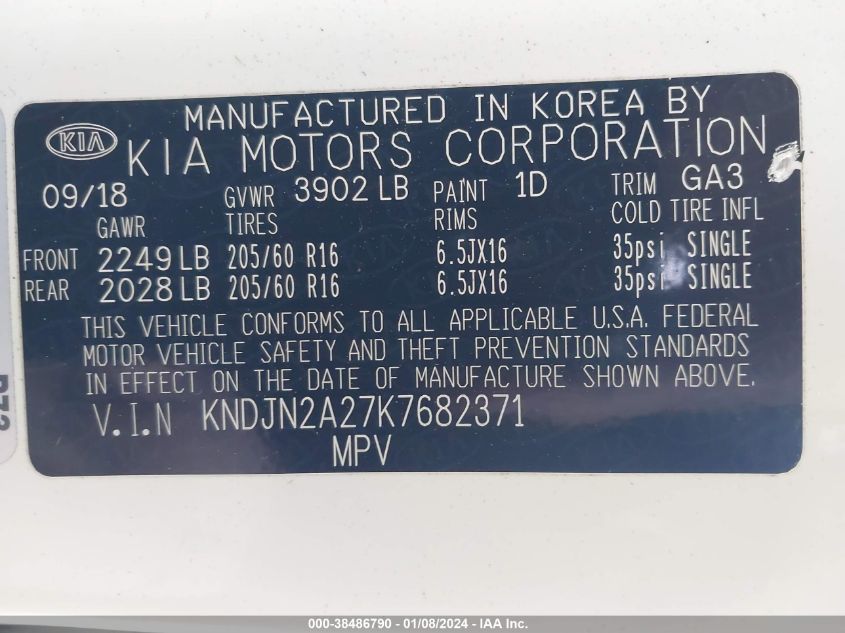 MANUFACTURED IN KOREA BY
KIA KIA MOTORS CORPORATION
09/18 GVWR 3902 LB PAINT 1D TRIM GA3
GAWR TIRES RIMS COLD TIRE INFL
FRONT 2249 LB 205/60 R16 6.5JX16 35psi SINGLE
REAR 2028 LB 205/60 R16 6.5JX16 35psi SINGLE
THIS VEHICLE CONFORMS TO ALL APPLICABLE U.S.A. FEDERAL
MOTOR VEHICLE SAFETY AND THEFT PREVENTION STANDARDS
IN EFFECT ON THE DATE OF MANUFACTURE SHOWN ABOVE.
V.I.N KNDJN2A27K7682371
MPV
000-38486790 - 01/08/2024 - IAA Inc.